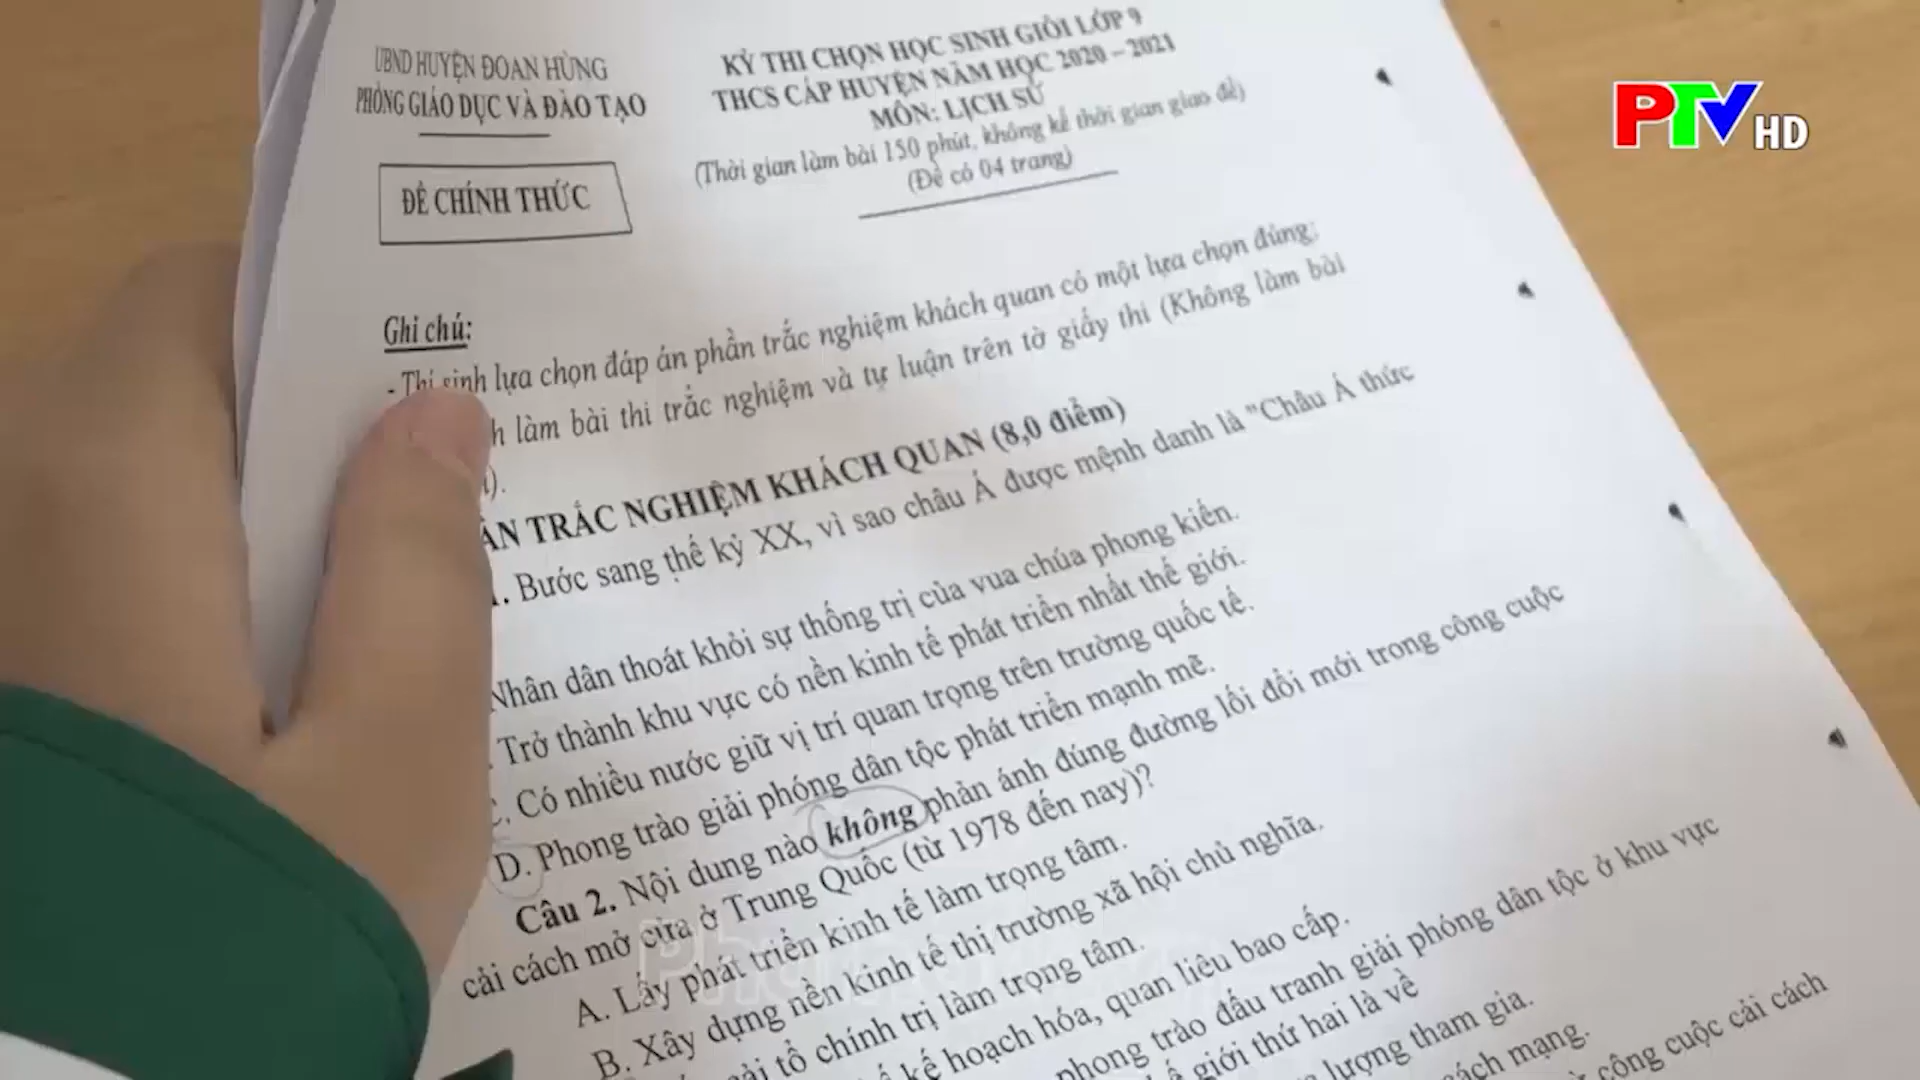 UBND HUYỆN ĐOAN HÙNG
PHÒNG GIÁO DỤC VÀ ĐÀO TẠO
ĐỀ CHÍNH THỨC
KỲ THI CHỌN HỌC SINH GIỎI LỚP 9
THCS CẤP HUYỆN NĂM HỌC 2020 – 2021
MÔN: LỊCH SỬ
(Thời gian làm bài 150 phút, không kể thời gian giao đề)
(Đề có 04 trang)
PTV HD
Ghi chú:
- Thí sinh lựa chọn đáp án phần trắc nghiệm khách quan có một lựa chọn đúng;
h làm bài thi trắc nghiệm và tự luận trên tờ giấy thi (Không làm bài
).
ẦN TRẮC NGHIỆM KHÁCH QUAN (8,0 điểm)
1. Bước sang thế kỷ XX, vì sao châu Á được mệnh danh là "Châu Á thức
Nhân dân thoát khỏi sự thống trị của vua chúa phong kiến.
. Trở thành khu vực có nền kinh tế phát triển nhất thế giới.
C. Có nhiều nước giữ vị trí quan trọng trên trường quốc tế.
D. Phong trào giải phóng dân tộc phát triển mạnh mẽ.
Câu 2. Nội dung nào không phản ánh đúng đường lối đổi mới trong công cuộc
cải cách mở cửa ở Trung Quốc (từ 1978 đến nay)?
A. Lấy phát triển kinh tế làm trọng tâm.
B. Xây dựng nền kinh tế thị trường xã hội chủ nghĩa.
cải tổ chính trị làm trọng tâm.
kế hoạch hóa, quan liêu bao cấp.
phong trào đấu tranh giải phóng dân tộc ở khu vực
giới thứ hai là về
lượng tham gia.
cách mạng.
công cuộc cải cách